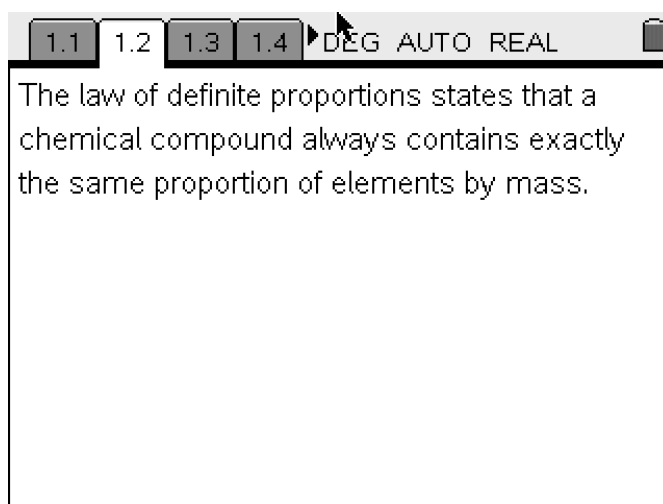 1.1 1.2 1.3 1.4 DEG AUTO REAL
The law of definite proportions states that a
chemical compound always contains exactly
the same proportion of elements by mass.